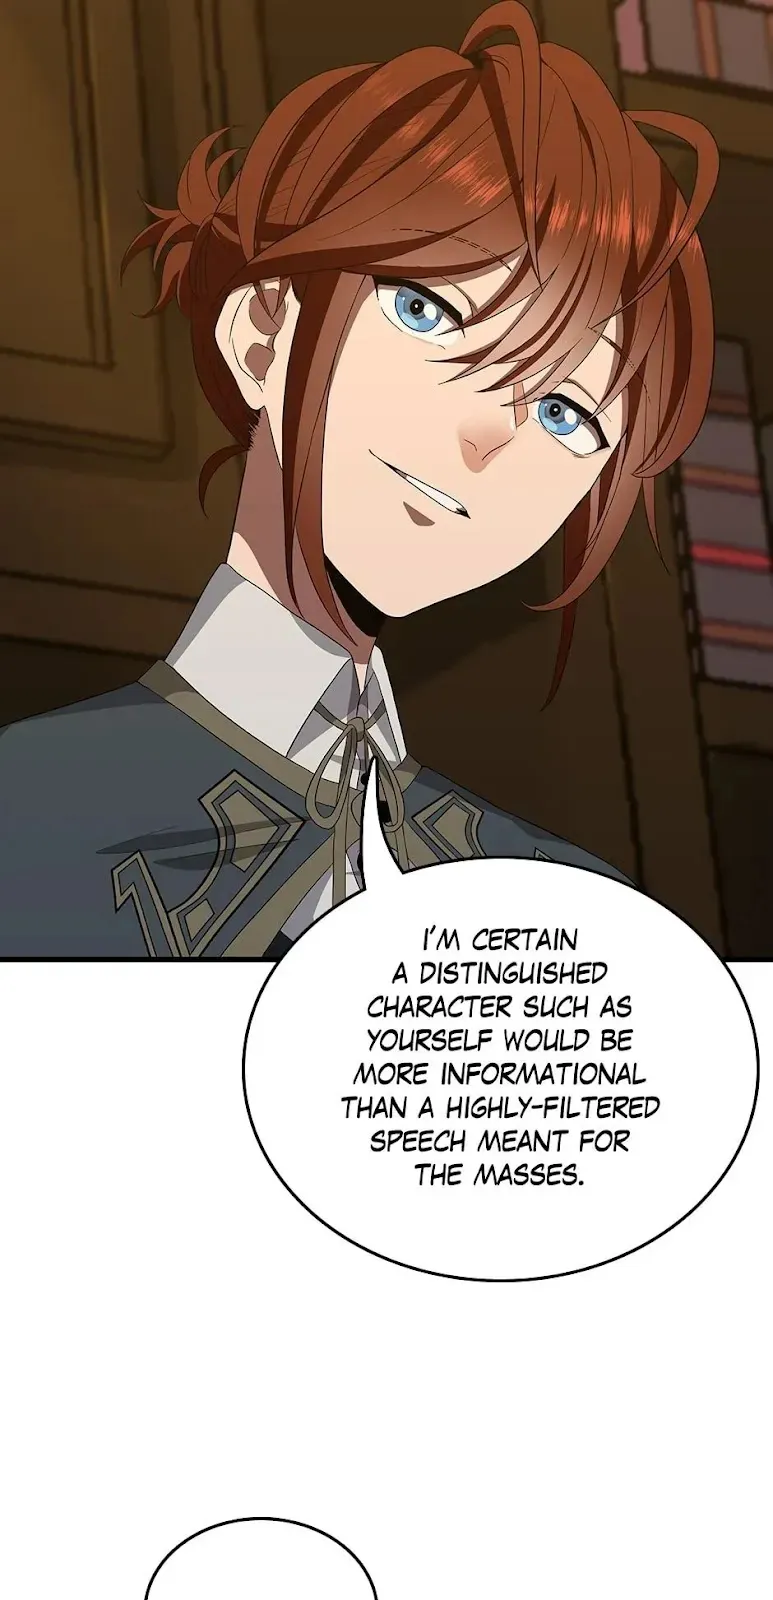 I'M CERTAIN
A DISTINGUISHED
CHARACTER SUCH AS
YOURSELF WOULD BE
MORE INFORMATIONAL
THAN A HIGHLY-FILTERED
SPEECH MEANT FOR
THE MASSES.